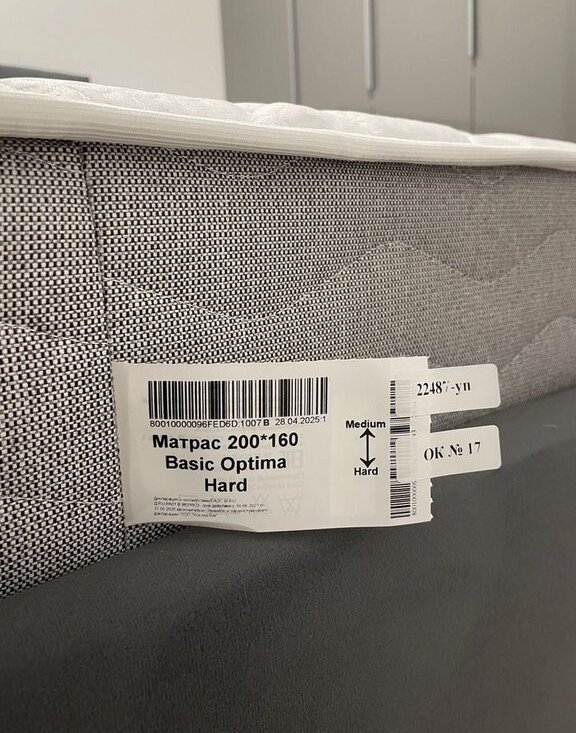 80010000096FED6D:1007 B 28.04.2025 1
Матрас 200*160
Basic Optima
Hard
Medium
Hard
22487-уп
ОК № 17